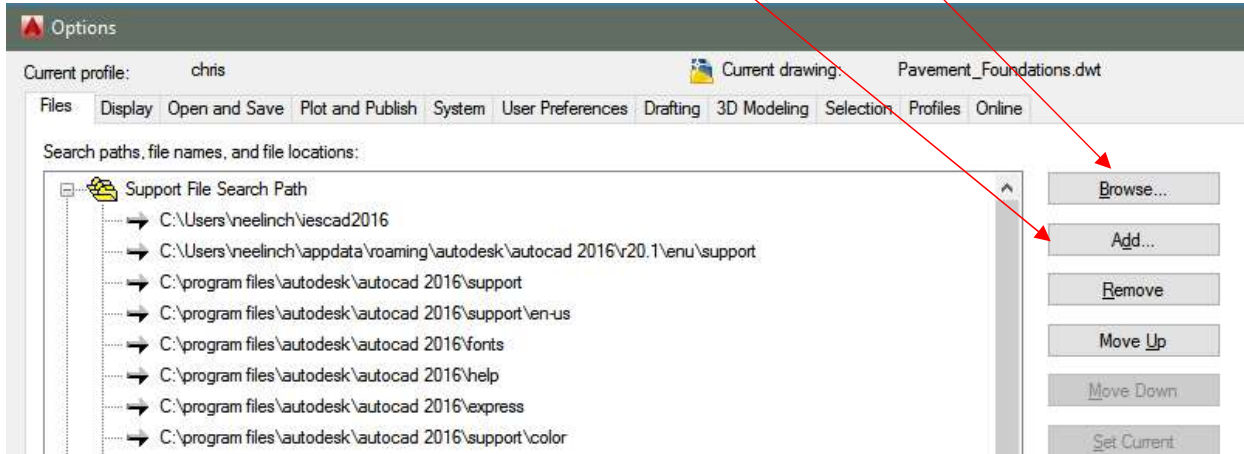 Options
Current profile: chris Current drawing: Pavement_Foundations.dwt
Files Display Open and Save Plot and Publish System User Preferences Drafting 3D Modeling Selection Profiles Online
Search paths, file names, and file locations:
Support File Search Path
C:\Users\neelinch\iescad2016
C:\Users\neelinch\appdata\roaming\autodesk\autocad 2016\r20.1\enu\support
C:\program files\autodesk\autocad 2016\support
C:\program files\autodesk\autocad 2016\support\en-us
C:\program files\autodesk\autocad 2016\fonts
C:\program files\autodesk\autocad 2016\help
C:\program files\autodesk\autocad 2016\express
C:\program files\autodesk\autocad 2016\support\color
Browse...
Add...
Remove
Move Up
Move Down
Set Current